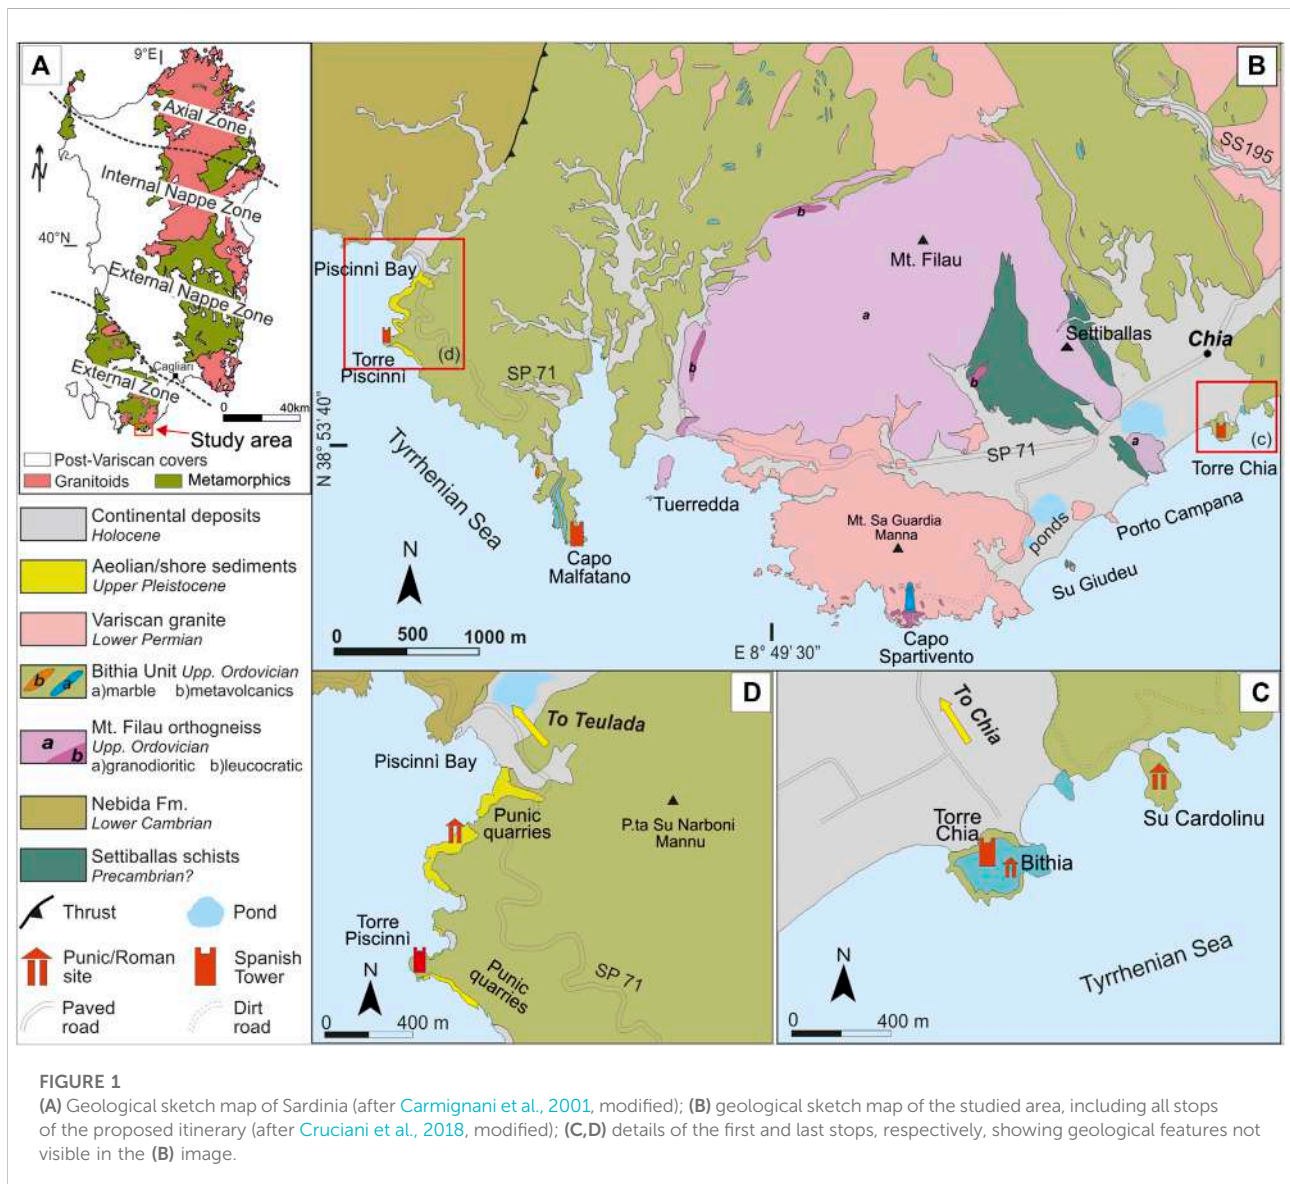 A
9°E
Axial Zone
N
Internal Nappe Zone
40°N
External Nappe Zone
Cagliari
External Zone
0 40km
Study area
Post-Variscan covers
Granitoids
Metamorphics
Continental deposits
Holocene
Aeolian/shore sediments
Upper Pleistocene
Variscan granite
Lower Permian
b a
Bithia Unit Upp. Ordovician
a)marble b)metavolcanics
a b
Mt. Filau orthogneiss
Upp. Ordovician
a)granodioritic b)leucocratic
Nebida Fm.
Lower Cambrian
Settiballas schists
Precambrian?
Thrust
Pond
Punic/Roman
site
Spanish
Tower
Paved
road
Dirt
road
B
SS195
b
Mt. Filau
Piscinnì Bay
a
Settiballas
Chia
(d)
Torre
Piscinnì
SP 71
b
b
N 38° 53' 40"
Tyrrhenian Sea
a
(c)
SP 71
Torre Chia
Tuerredda
Porto Campana
Mt. Sa Guardia
Manna
ponds
Su Giudeu
N
Capo
Malfatano
0 500 1000 m
E 8° 49' 30"
Capo
Spartivento
D
To Teulada
Piscinnì Bay
Punic
quarries
P.ta Su Narboni
Mannu
Torre
Piscinnì
Punic
quarries
SP 71
N
0 400 m
C
To Chia
Torre
Chia
Bithia
Su Cardolinu
Tyrrhenian Sea
N
0 400 m
FIGURE 1
(A) Geological sketch map of Sardinia (after Carmignani et al., 2001, modified); (B) geological sketch map of the studied area, including all stops
of the proposed itinerary (after Cruciani et al., 2018, modified); (C,D) details of the first and last stops, respectively, showing geological features not
visible in the (B) image.